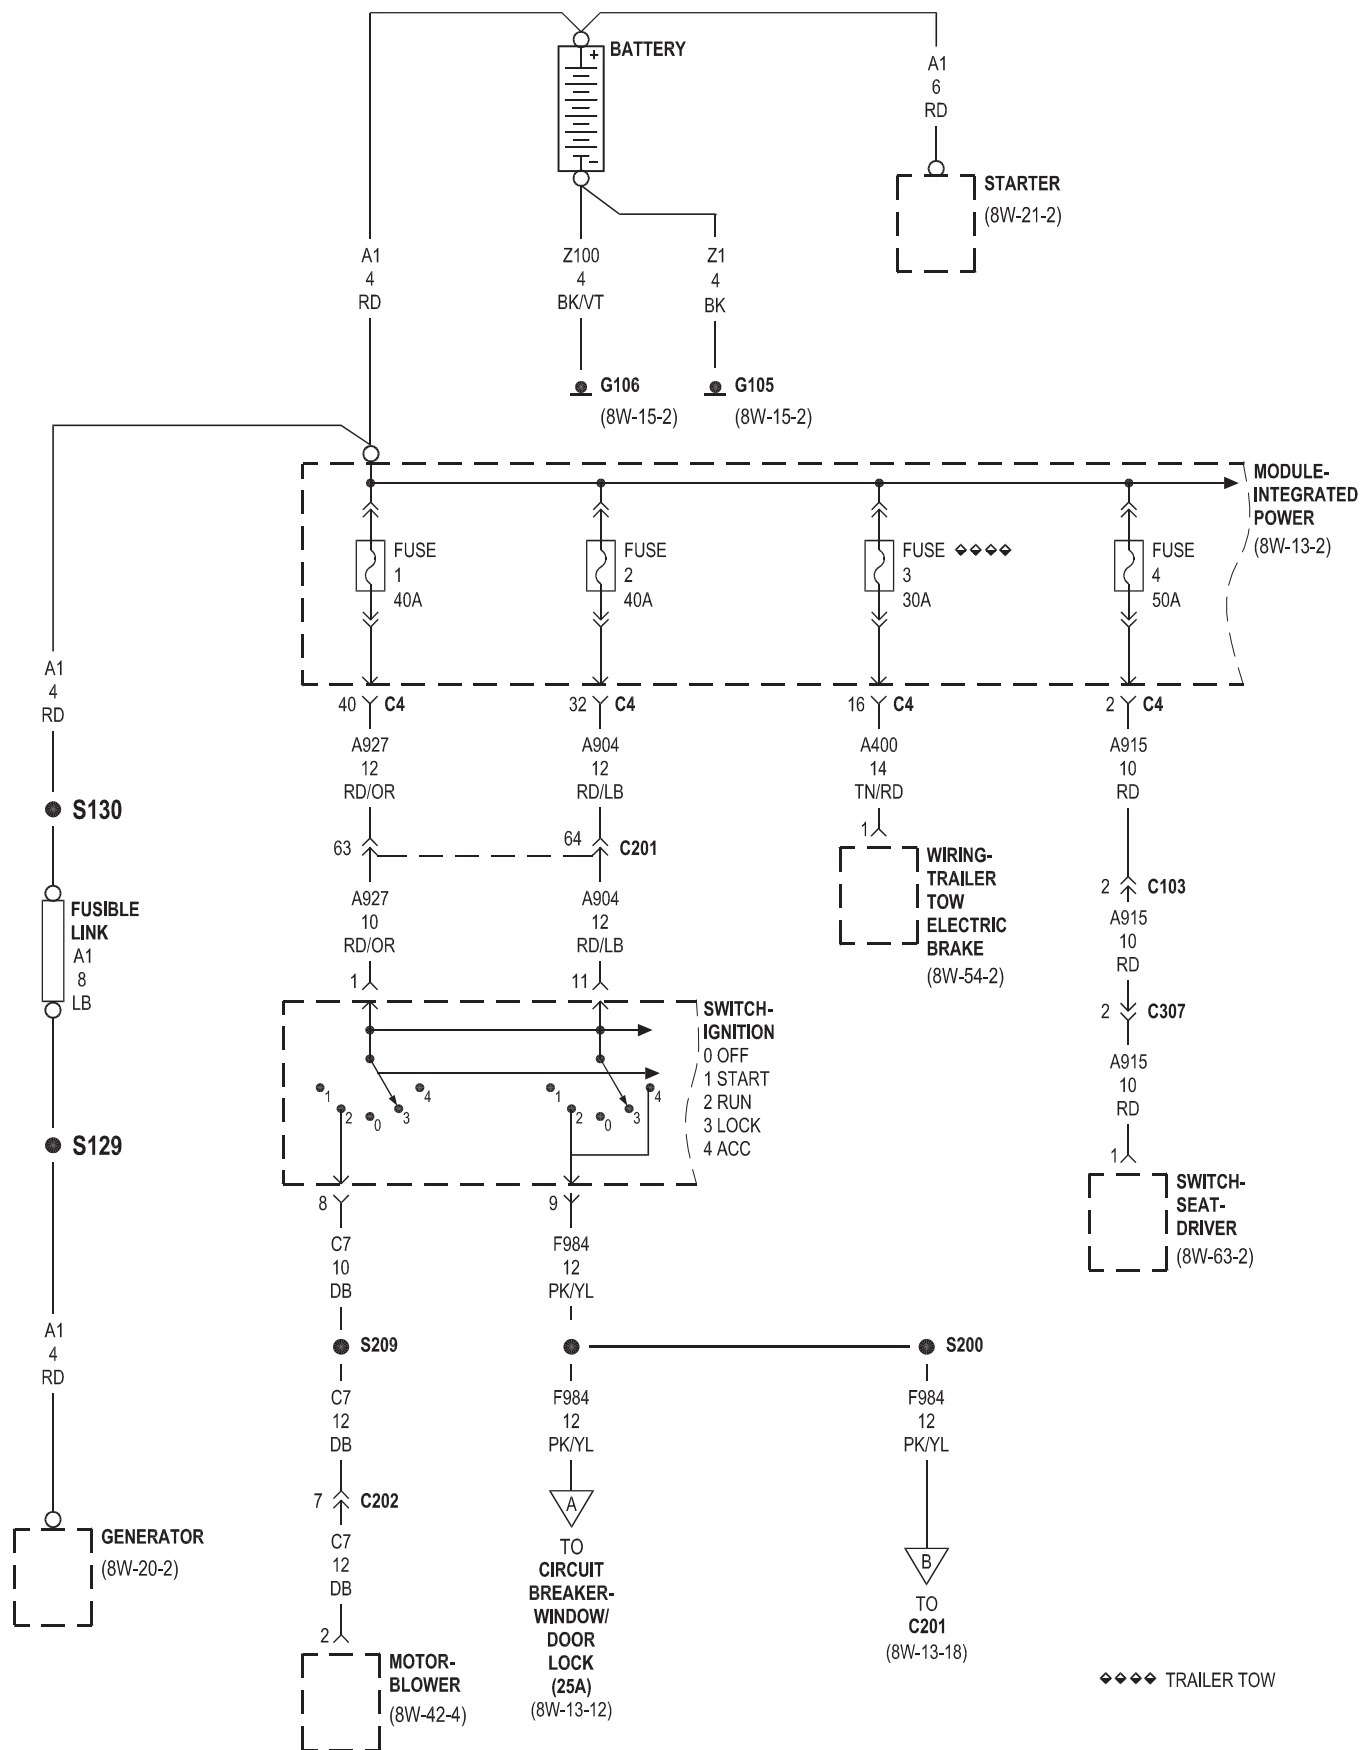 BATTERY
+
-
A1
6
RD
STARTER
(8W-21-2)
A1
4
RD
Z100
4
BK/VT
Z1
4
BK
G106
(8W-15-2)
G105
(8W-15-2)
MODULE-
INTEGRATED
POWER
(8W-13-2)
FUSE
1
40A
FUSE
2
40A
FUSE
3
30A
FUSE
4
50A
A1
4
RD
40 C4
32 C4
16 C4
2 C4
A927
12
RD/OR
A904
12
RD/LB
A400
14
TN/RD
A915
10
RD
S130
63
64 C201
1
WIRING-
TRAILER
TOW
ELECTRIC
BRAKE
(8W-54-2)
2 C103
FUSIBLE
LINK
A1
8
LB
A927
10
RD/OR
A904
12
RD/LB
A915
10
RD
1
11
2 C307
SWITCH-
IGNITION
0 OFF
1 START
2 RUN
3 LOCK
4 ACC
1
2
0
3
4
1
2
0
3
4
A915
10
RD
S129
1
SWITCH-
SEAT-
DRIVER
(8W-63-2)
8
9
C7
10
DB
F984
12
PK/YL
A1
4
RD
S209
S200
C7
12
DB
F984
12
PK/YL
F984
12
PK/YL
7 C202
A
TO
CIRCUIT
BREAKER-
WINDOW/
DOOR
LOCK
(25A)
(8W-13-12)
B
TO
C201
(8W-13-18)
GENERATOR
(8W-20-2)
C7
12
DB
2
MOTOR-
BLOWER
(8W-42-4)
TRAILER TOW